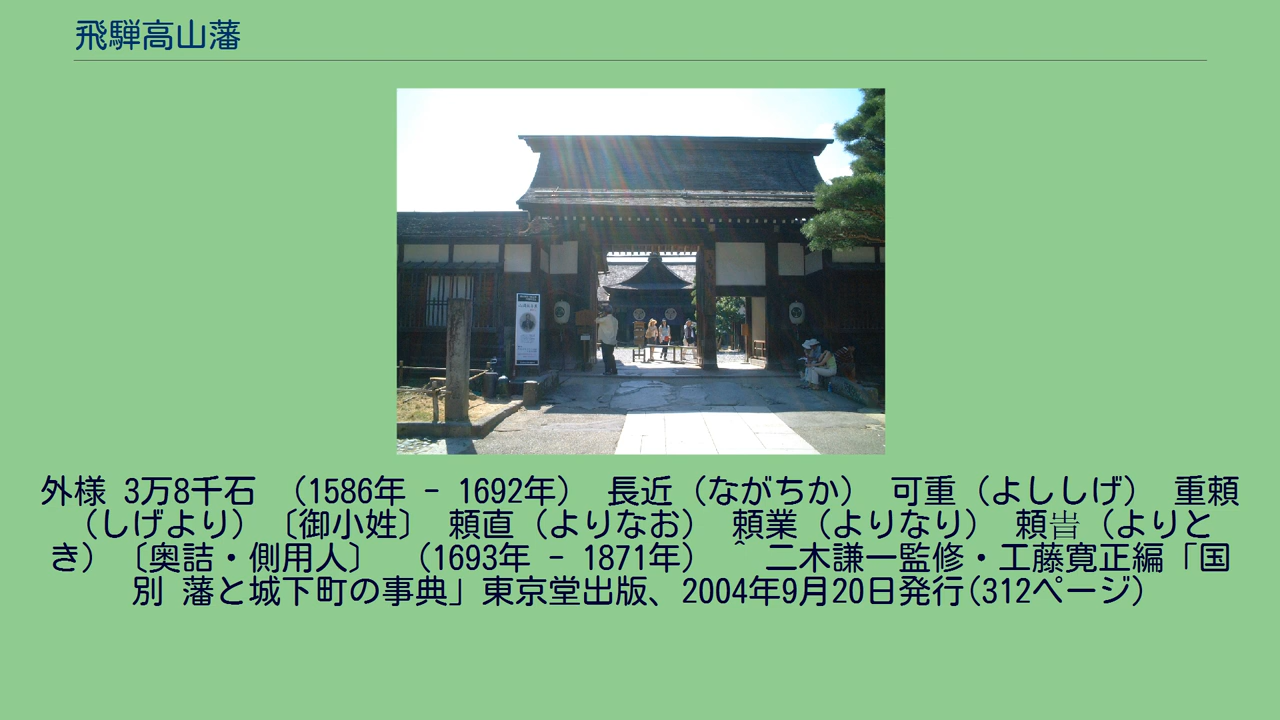 飛騨高山藩
外様 3万8千石 （1586年 - 1692年） 長近（ながちか） 可重（よししげ） 重頼
（しげより）〔御小姓〕 頼直（よりなお） 頼業（よりなり） 頼旹（よりと
き）〔奥詰・側用人〕 （1693年 - 1871年） ^ 二木謙一監修・工藤寛正編「国
別 藩と城下町の事典」東京堂出版、2004年9月20日発行(312ページ）